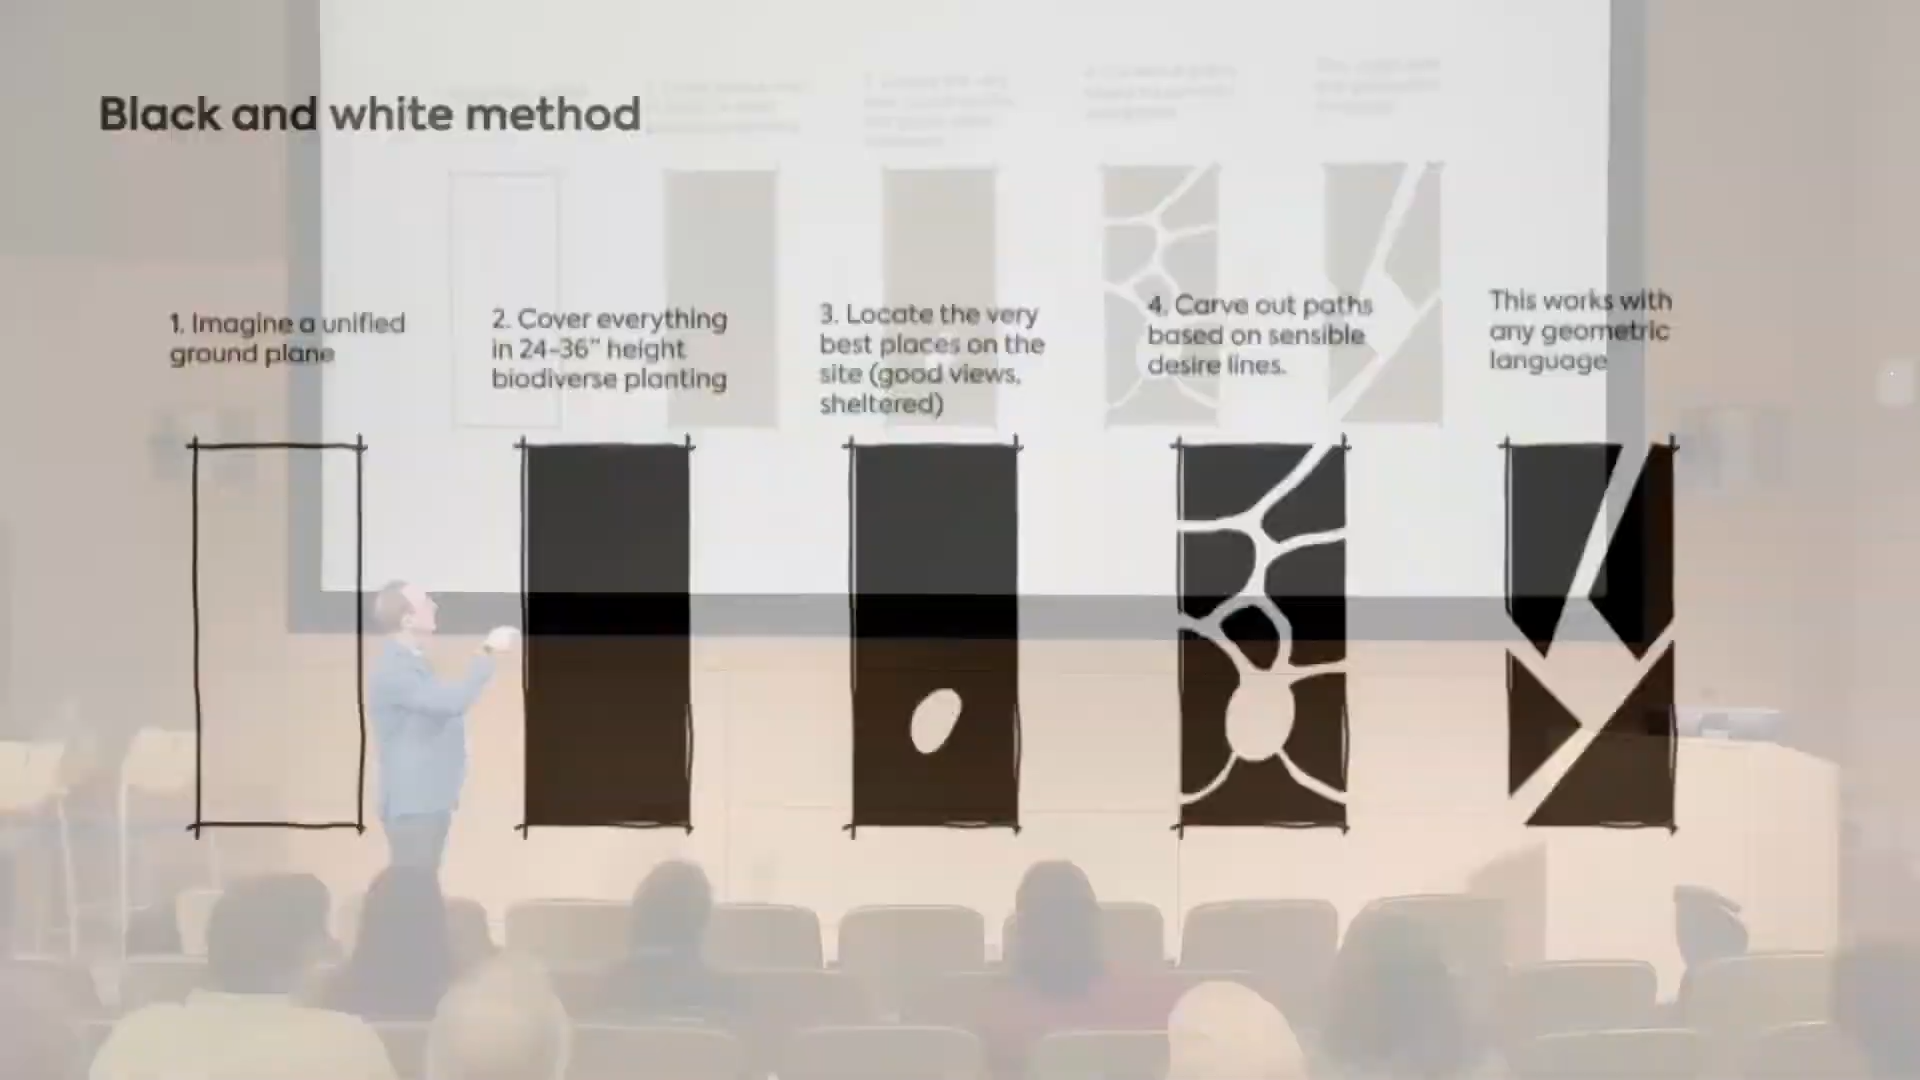 Black and white method
1. Imagine a unified
ground plane
2. Cover everything
in 24-36" height
biodiverse planting
3. Locate the very
best places on the
site (good views,
sheltered)
4. Carve out paths
based on sensible
desire lines.
This works with
any geometric
language